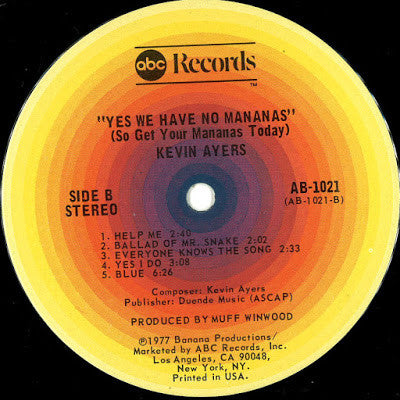 abc Records
TM
"YES WE HAVE NO MANANAS"
(So Get Your Mananas Today)
KEVIN AYERS
SIDE B
STEREO
AB-1021
(AB-1021-B)
1. HELP ME 2:40
2. BALLAD OF MR. SNAKE 2:02
3. EVERYONE KNOWS THE SONG 2:33
4. YES I DO 3:08
5. BLUE 6:26
Composer: Kevin Ayers
Publisher: Duende Music (ASCAP)
PRODUCED BY MUFF WINWOOD
©1977 Banana Productions/
Marketed by ABC Records, Inc.
Los Angeles, CA 90048,
New York, NY.
Printed in USA.